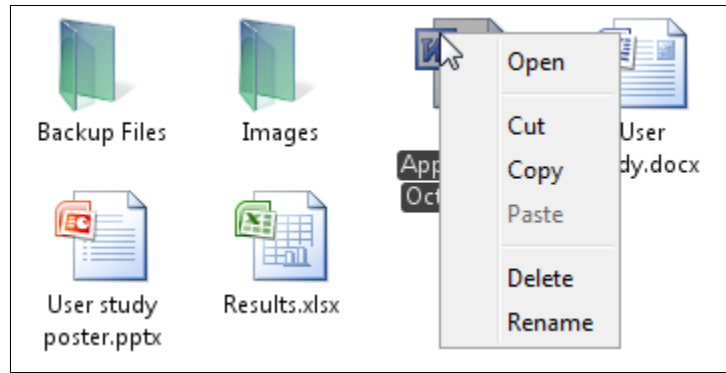 Backup Files
Images
App
Oct
User
dy.docx
User study
poster.pptx
Results.xlsx
Open
Cut
Copy
Paste
Delete
Rename